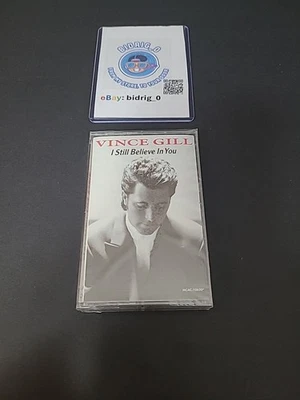 BIDRIG_0
eBay: bidrig_0
VINCE GILL
I Still Believe In You